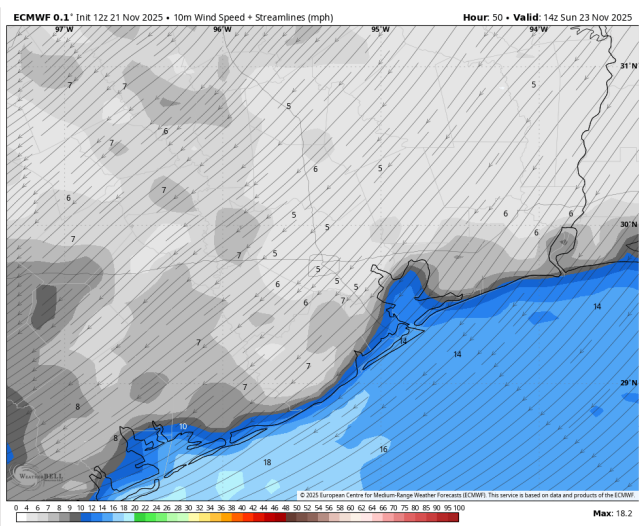 ECMWF 0.1° Init 12z 21 Nov 2025 • 10m Wind Speed + Streamlines (mph) Hour: 50 • Valid: 14z Sun 23 Nov 2025
97°W 96°W 95°W 94°W
31°N
7 7 5 5
7 6
6 5
7
6 5 6 6 6
5 5
7 30°N
7 5
5
6 5 5
6 7
14
14
14
7
7
7 29°N
8
10
8
16
18
WEATHERBELL
© 2025 European Centre for Medium-Range Weather Forecasts (ECMWF). This service is based on data and products of the ECMWF.
0 4 6 7 8 9 10 12 14 16 18 20 22 24 26 28 30 32 34 36 38 40 42 44 46 48 50 52 54 56 58 60 62 64 66 70 75 80 85 90 95 100
Max: 18.2